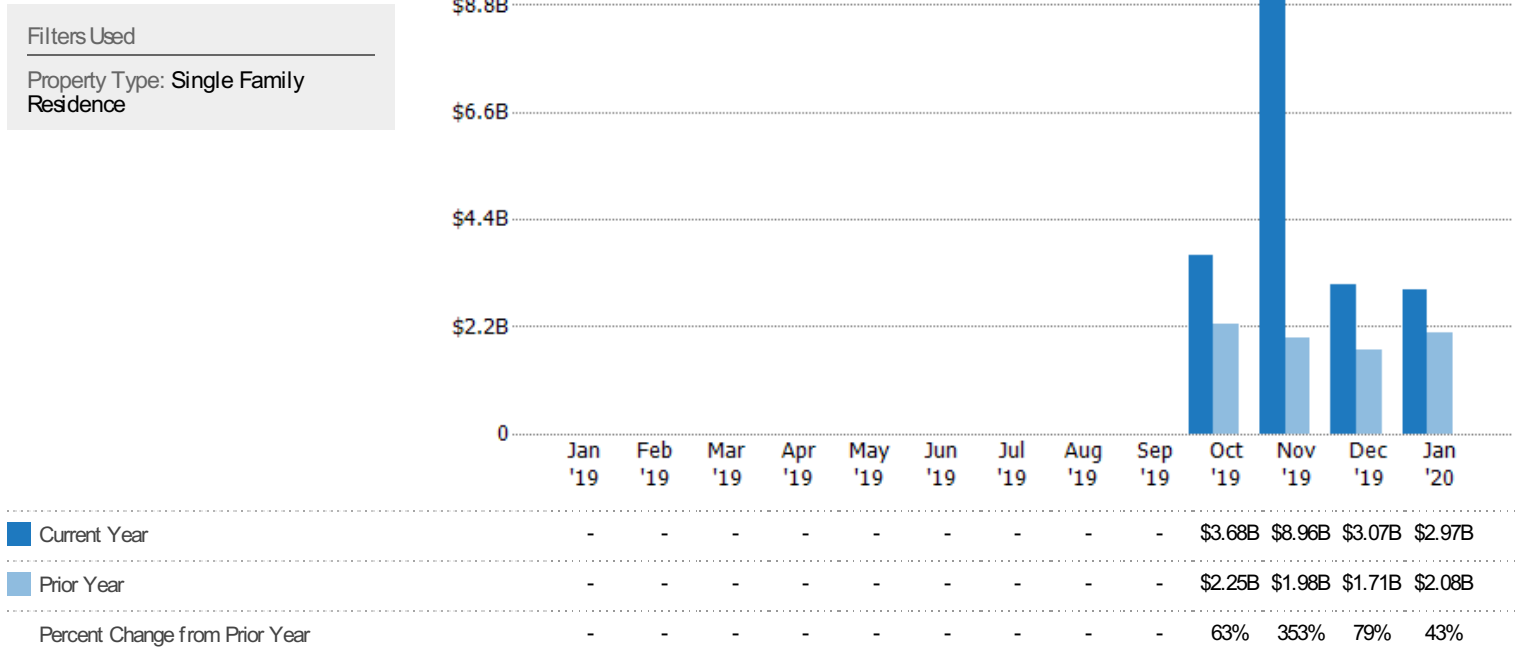 $8.8B
Filters Used
Property Type: Single Family
Residence
$6.6B
$4.4B
$2.2B
0
Jan Feb Mar Apr May Jun Jul Aug Sep Oct Nov Dec Jan
'19 '19 '19 '19 '19 '19 '19 '19 '19 '19 '19 '19 '20
Current Year - - - - - - - - - $3.68B $8.96B $3.07B $2.97B
Prior Year - - - - - - - - - $2.25B $1.98B $1.71B $2.08B
Percent Change from Prior Year - - - - - - - - - 63% 353% 79% 43%